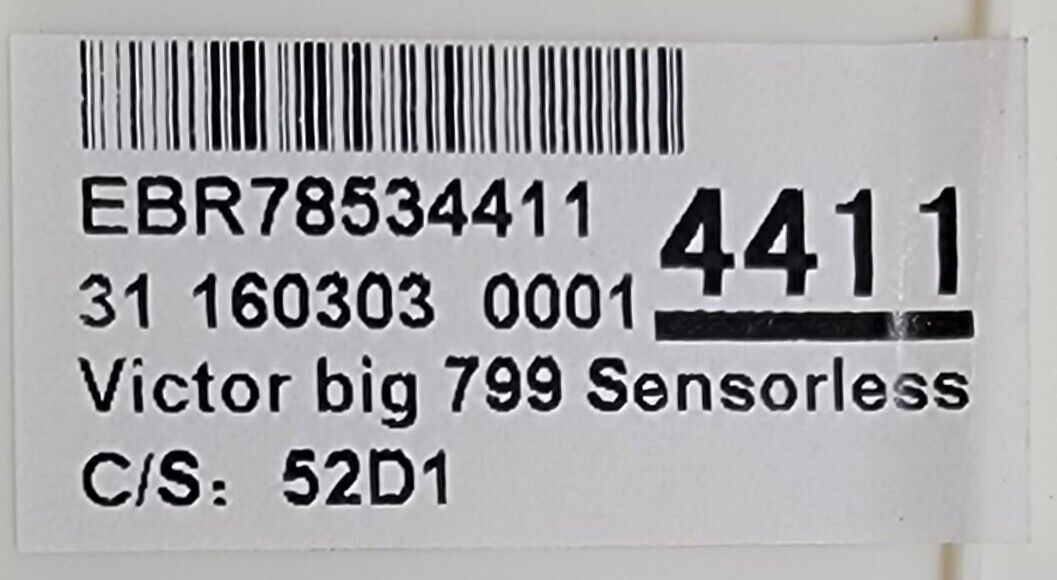 EBR78534411
4411
31 160303 0001
Victor big 799 Sensorless
C/S: 52D1